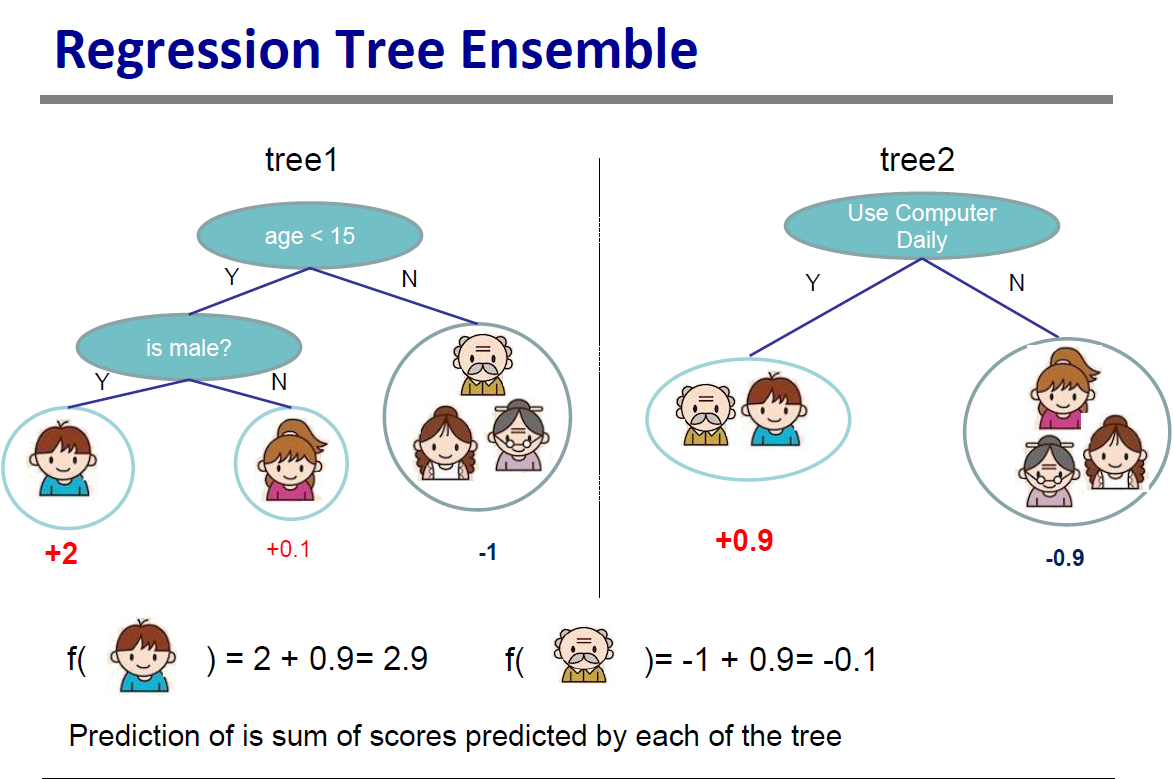 Regression Tree Ensemble
tree1
age < 15
Y
N
is male?
Y
N
+2
+0.1
-1
tree2
Use Computer
Daily
Y
N
+0.9
-0.9
f( ) = 2 + 0.9= 2.9
f( )= -1 + 0.9= -0.1
Prediction of is sum of scores predicted by each of the tree